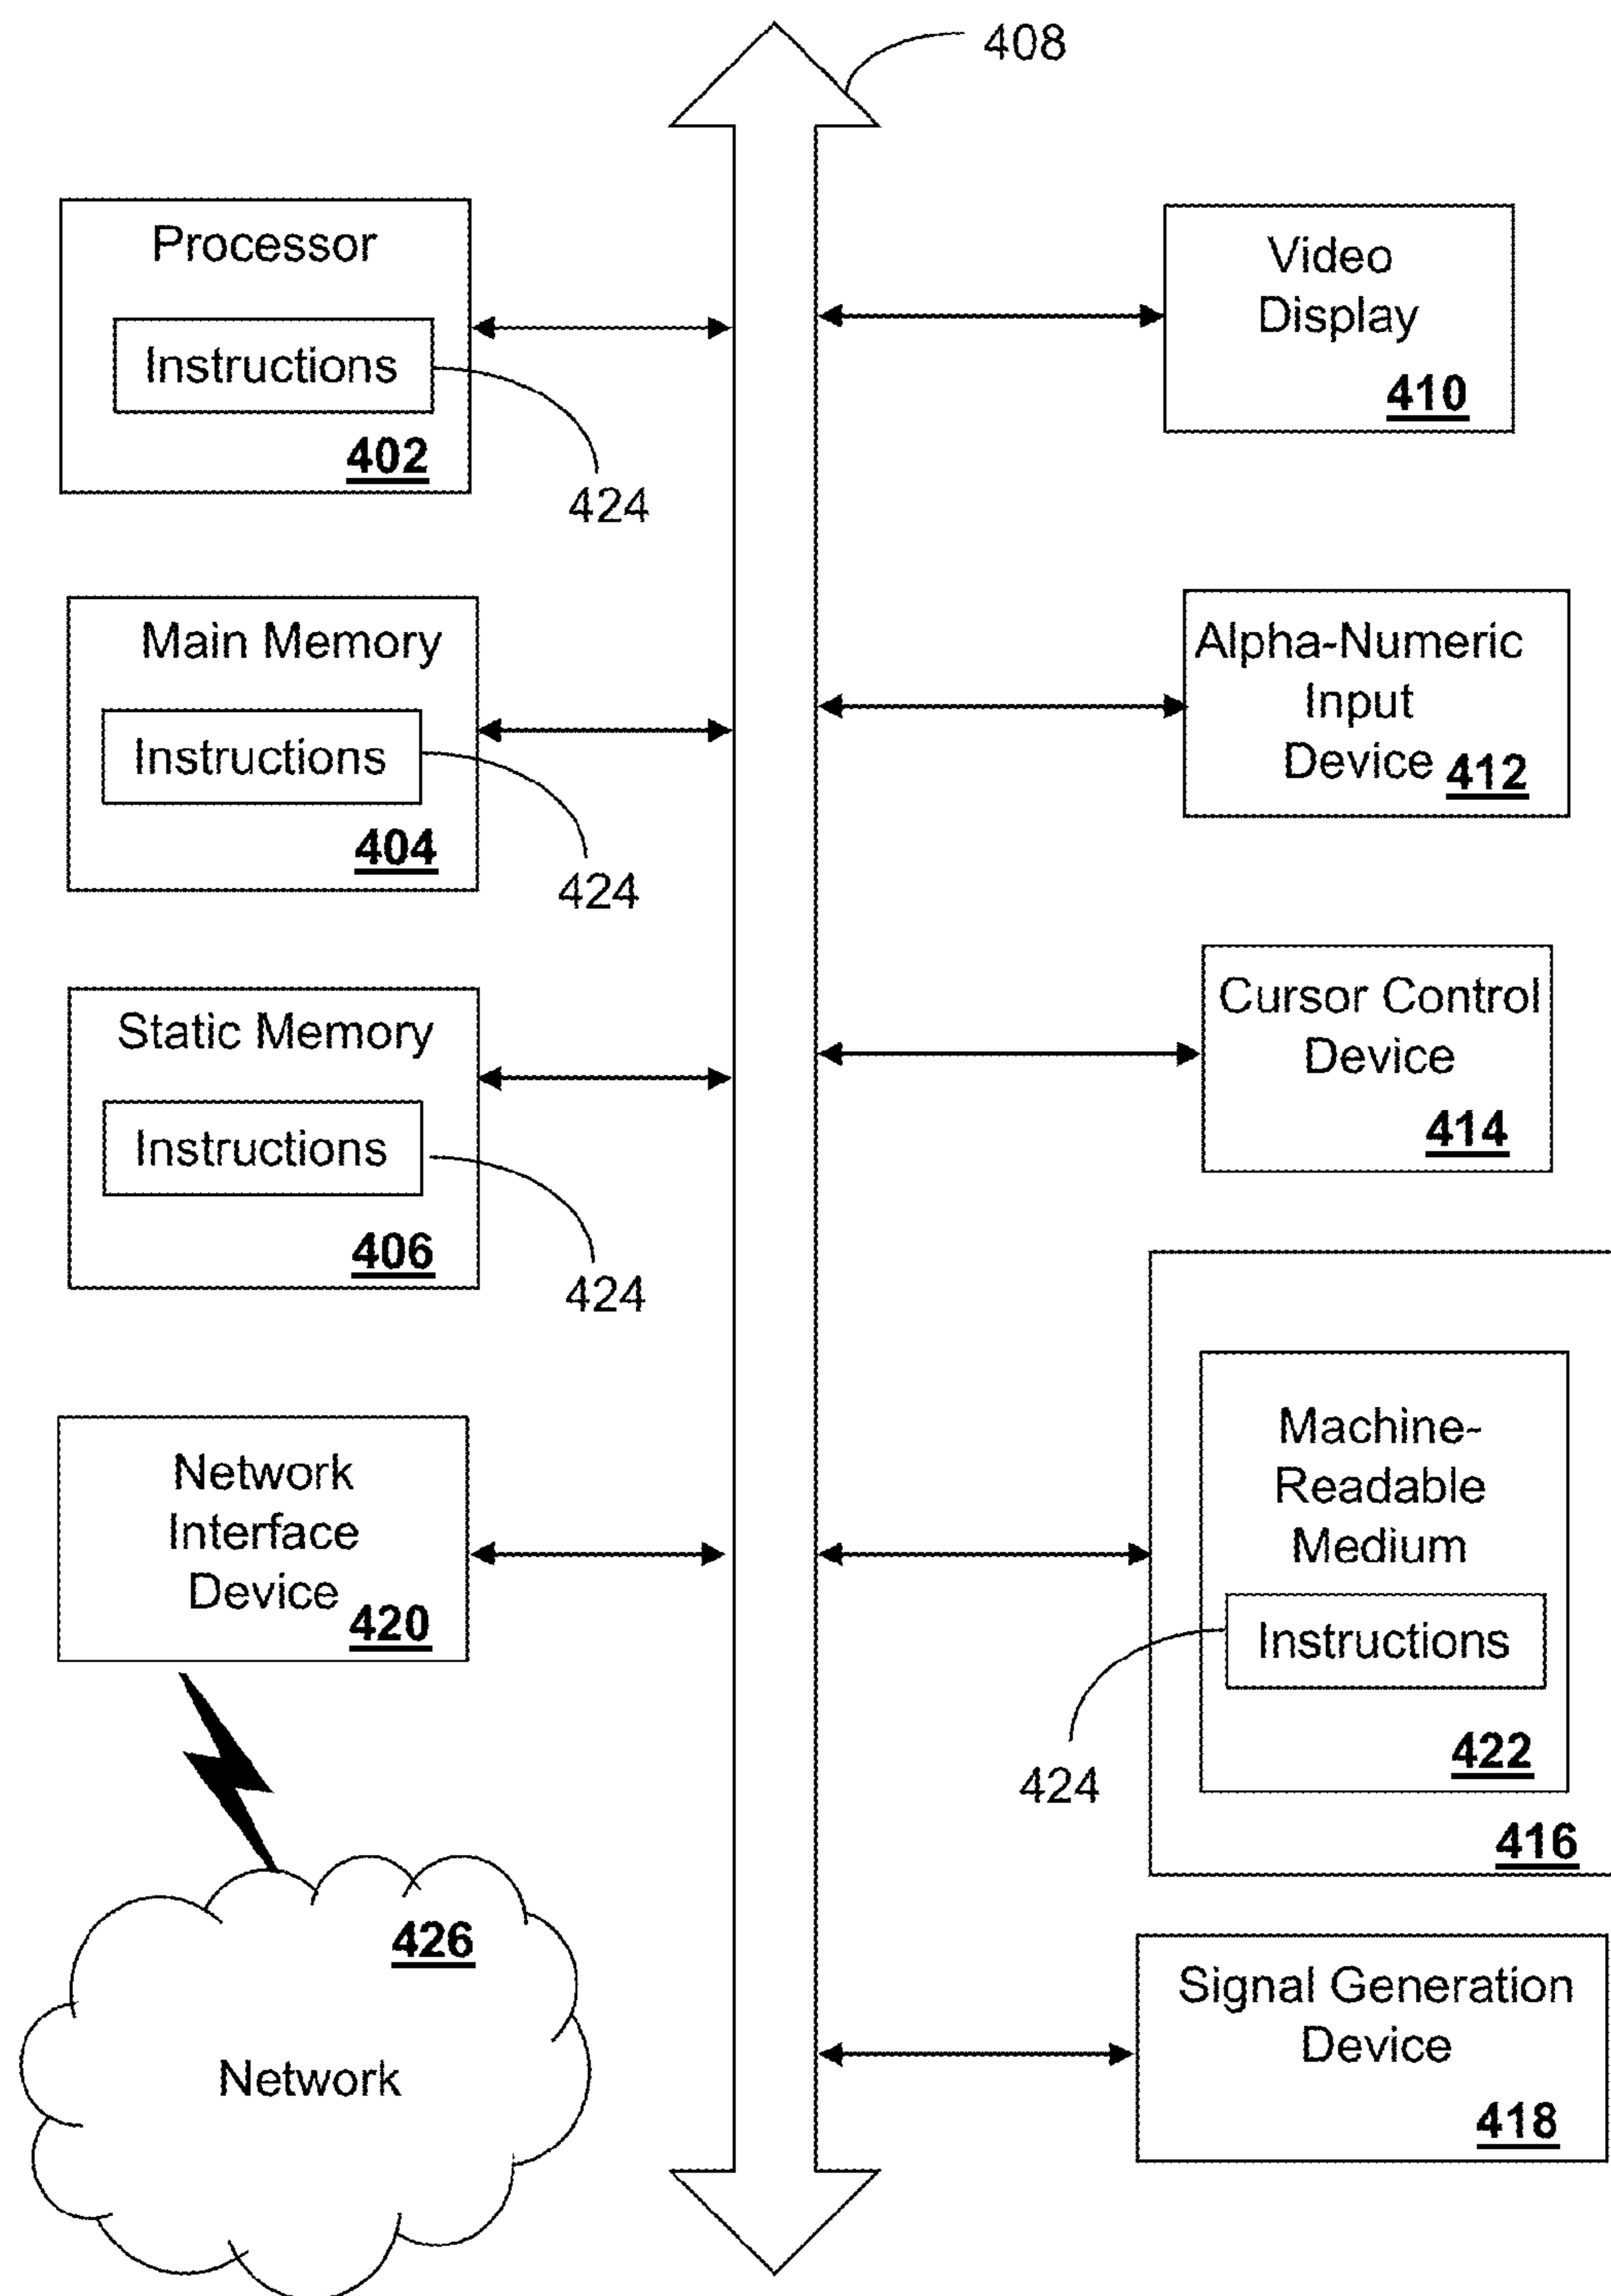 408
Processor
Instructions
402
424
Main Memory
Instructions
404
424
Static Memory
Instructions
406
424
Network
Interface
Device
420
426
Network
Video
Display
410
Alpha-Numeric
Input
Device
412
Cursor Control
Device
414
Machine-
Readable
Medium
Instructions
422
424
416
Signal Generation
Device
418